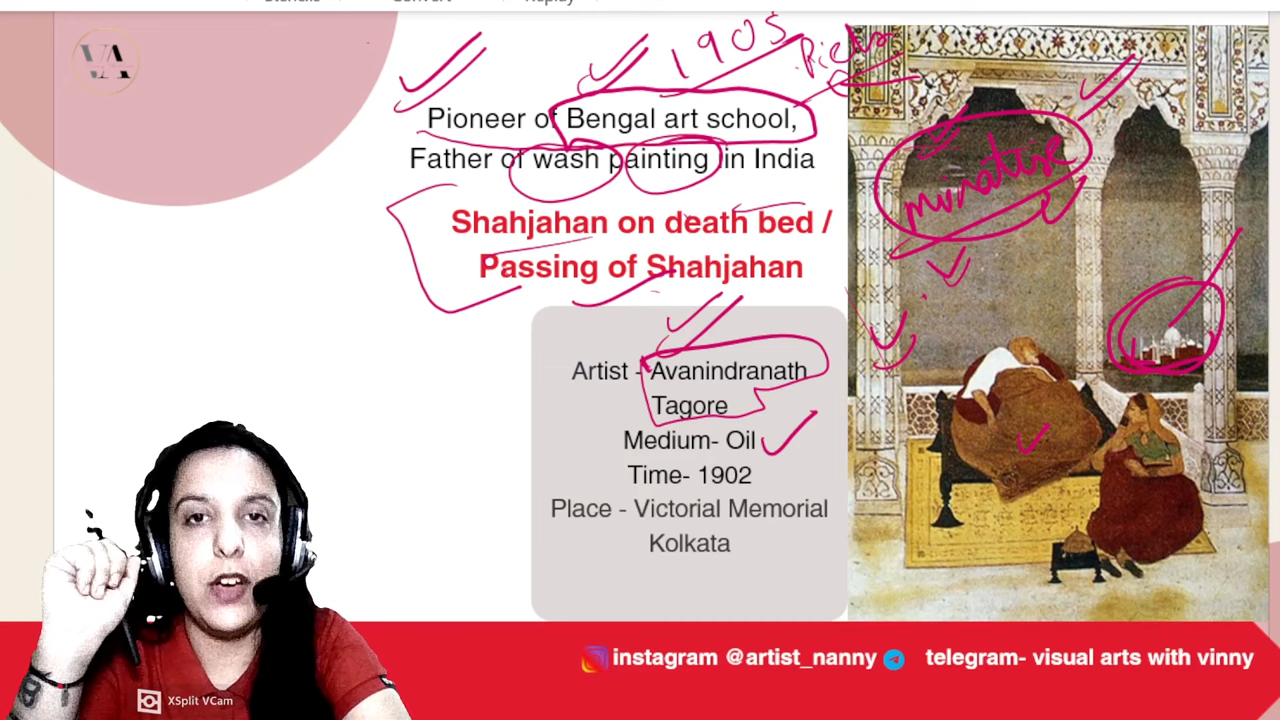 VA
1905
Pioneer of Bengal art school,
Father of wash painting in India
Shahjahan on death bed /
Passing of Shahjahan
Artist - Avanindranath
Tagore
Medium- Oil
Time- 1902
Place - Victorial Memorial
Kolkata
instagram @artist_nanny telegram- visual arts with vinny
XSplit VCam